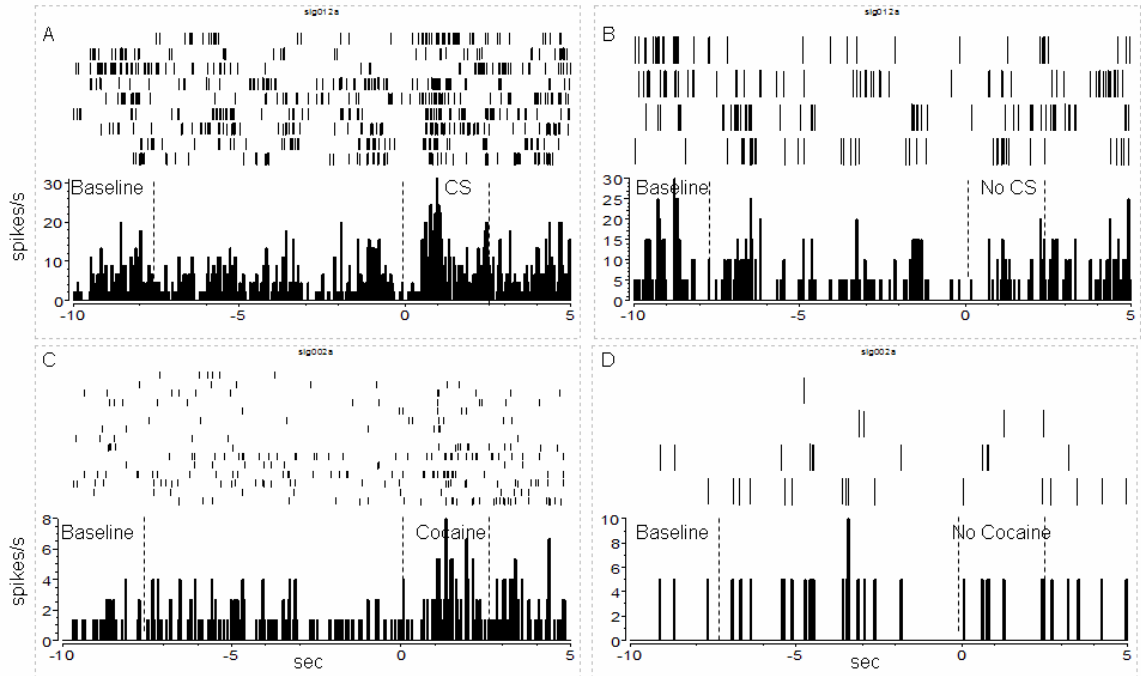 sig012a
A
Baseline
CS
spikes/s
30
20
10
0
-10
-5
0
5
sig012a
B
Baseline
No CS
30
25
20
15
10
5
0
-10
-5
0
5
sig002a
C
Baseline
Cocaine
spikes/s
8
6
4
2
0
-10
-5
0
5
sec
sig002a
D
Baseline
No Cocaine
10
8
6
4
2
0
-10
-5
0
5
sec